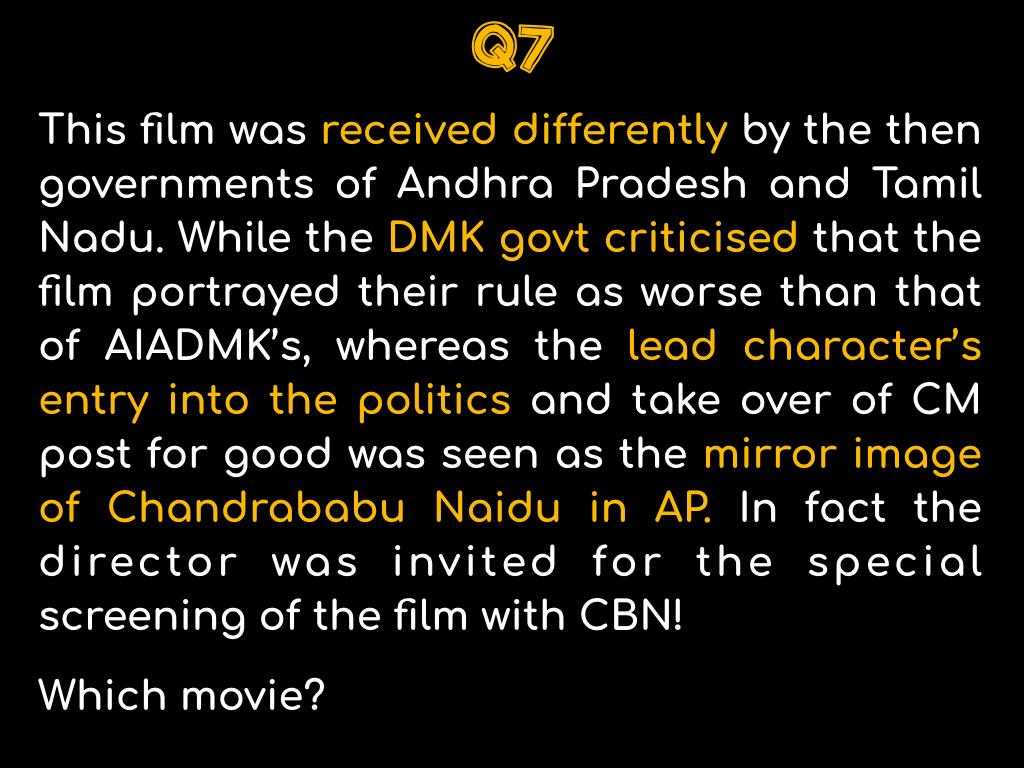 Q7
This film was received differently by the then
governments of Andhra Pradesh and Tamil
Nadu. While the DMK govt criticised that the
film portrayed their rule as worse than that
of AIADMK’s, whereas the lead character’s
entry into the politics and take over of CM
post for good was seen as the mirror image
of Chandrababu Naidu in AP. In fact the
director was invited for the special
screening of the film with CBN!
Which movie?